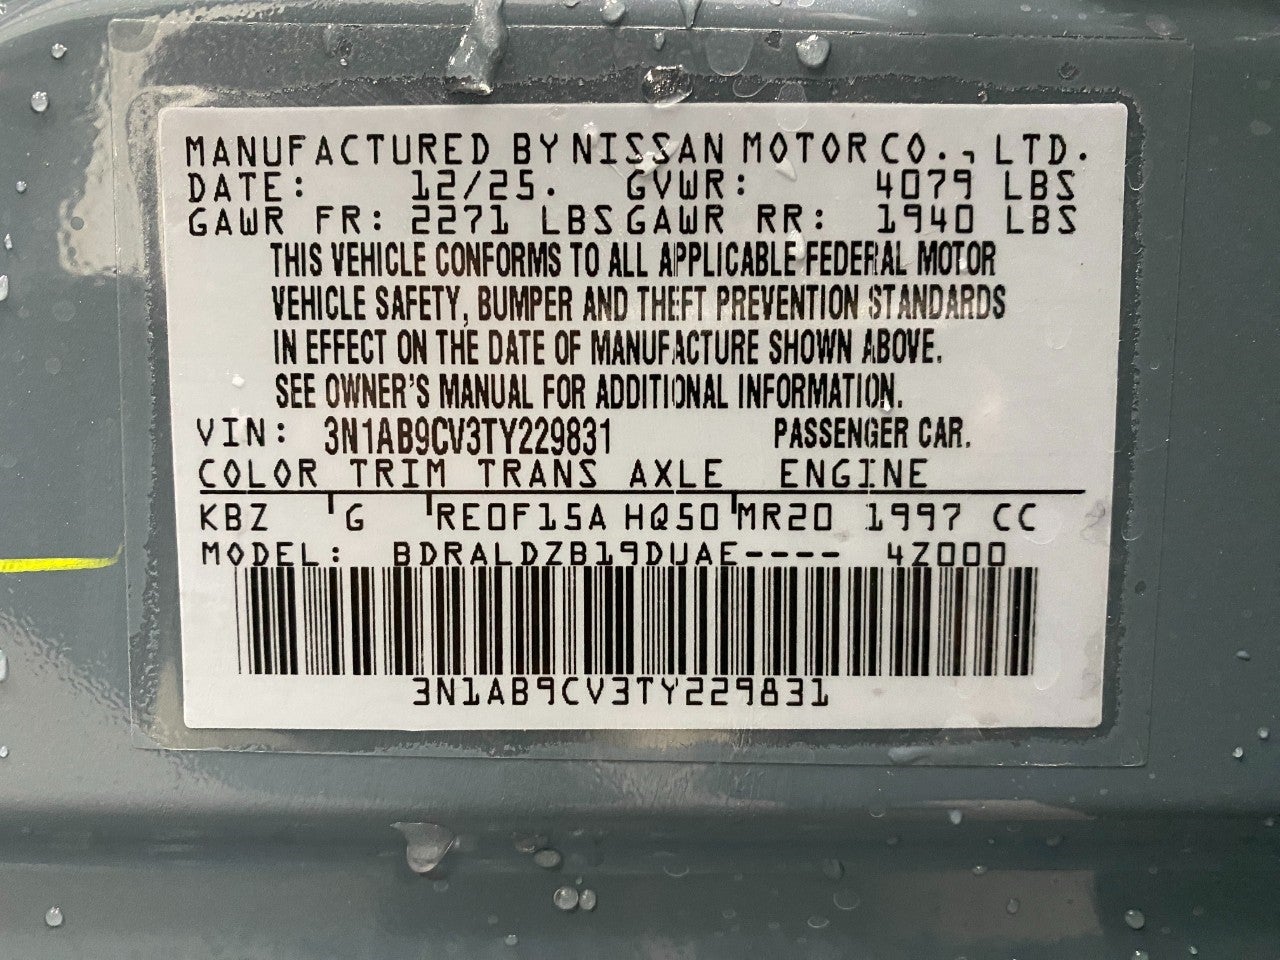 MANUFACTURED BY NISSAN MOTOR CO., LTD.
DATE: 12/25. GVWR: 4079 LBS
GAWR FR: 2271 LBS GAWR RR: 1940 LBS
THIS VEHICLE CONFORMS TO ALL APPLICABLE FEDERAL MOTOR
VEHICLE SAFETY, BUMPER AND THEFT PREVENTION STANDARDS
IN EFFECT ON THE DATE OF MANUFACTURE SHOWN ABOVE.
SEE OWNER'S MANUAL FOR ADDITIONAL INFORMATION.
VIN: 3N1AB9CV3TY229831 PASSENGER CAR.
COLOR TRIM TRANS AXLE ENGINE
KBZ G RE0F15A HQ50 MR20 1997 CC
MODEL: BDRALDZB19DUAE---- 4Z000
3N1AB9CV3TY229831